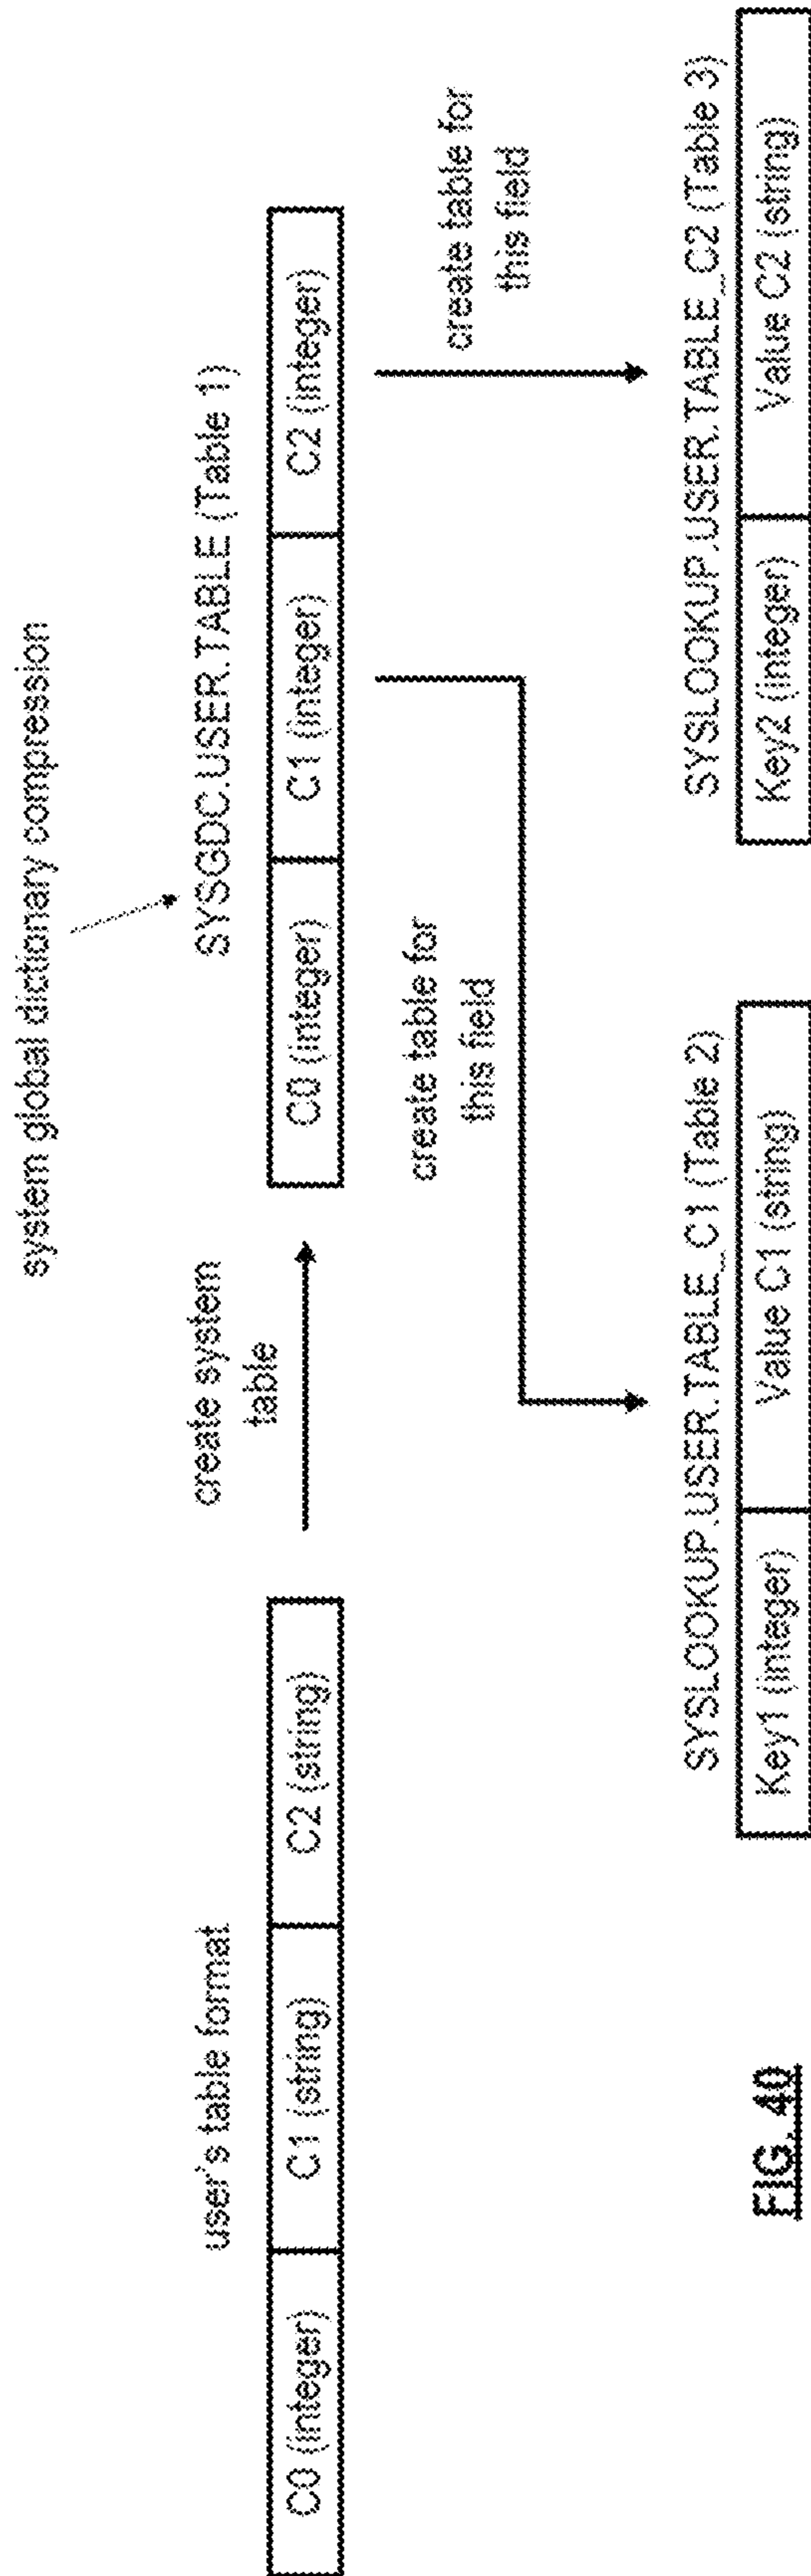 system global dictionary compression
user's table format
C0 (integer) C1 (string) C2 (string)
create system
table
SYSGDC.USER.TABLE (Table 1)
C0 (integer) C1 (integer) C2 (integer)
create table for
this field
create table for
this field
SYSLOOKUP.USER.TABLE_C1 (Table 2)
Key1 (integer) Value C1 (string)
SYSLOOKUP.USER.TABLE_C2 (Table 3)
Key2 (integer) Value C2 (string)
FIG. 40